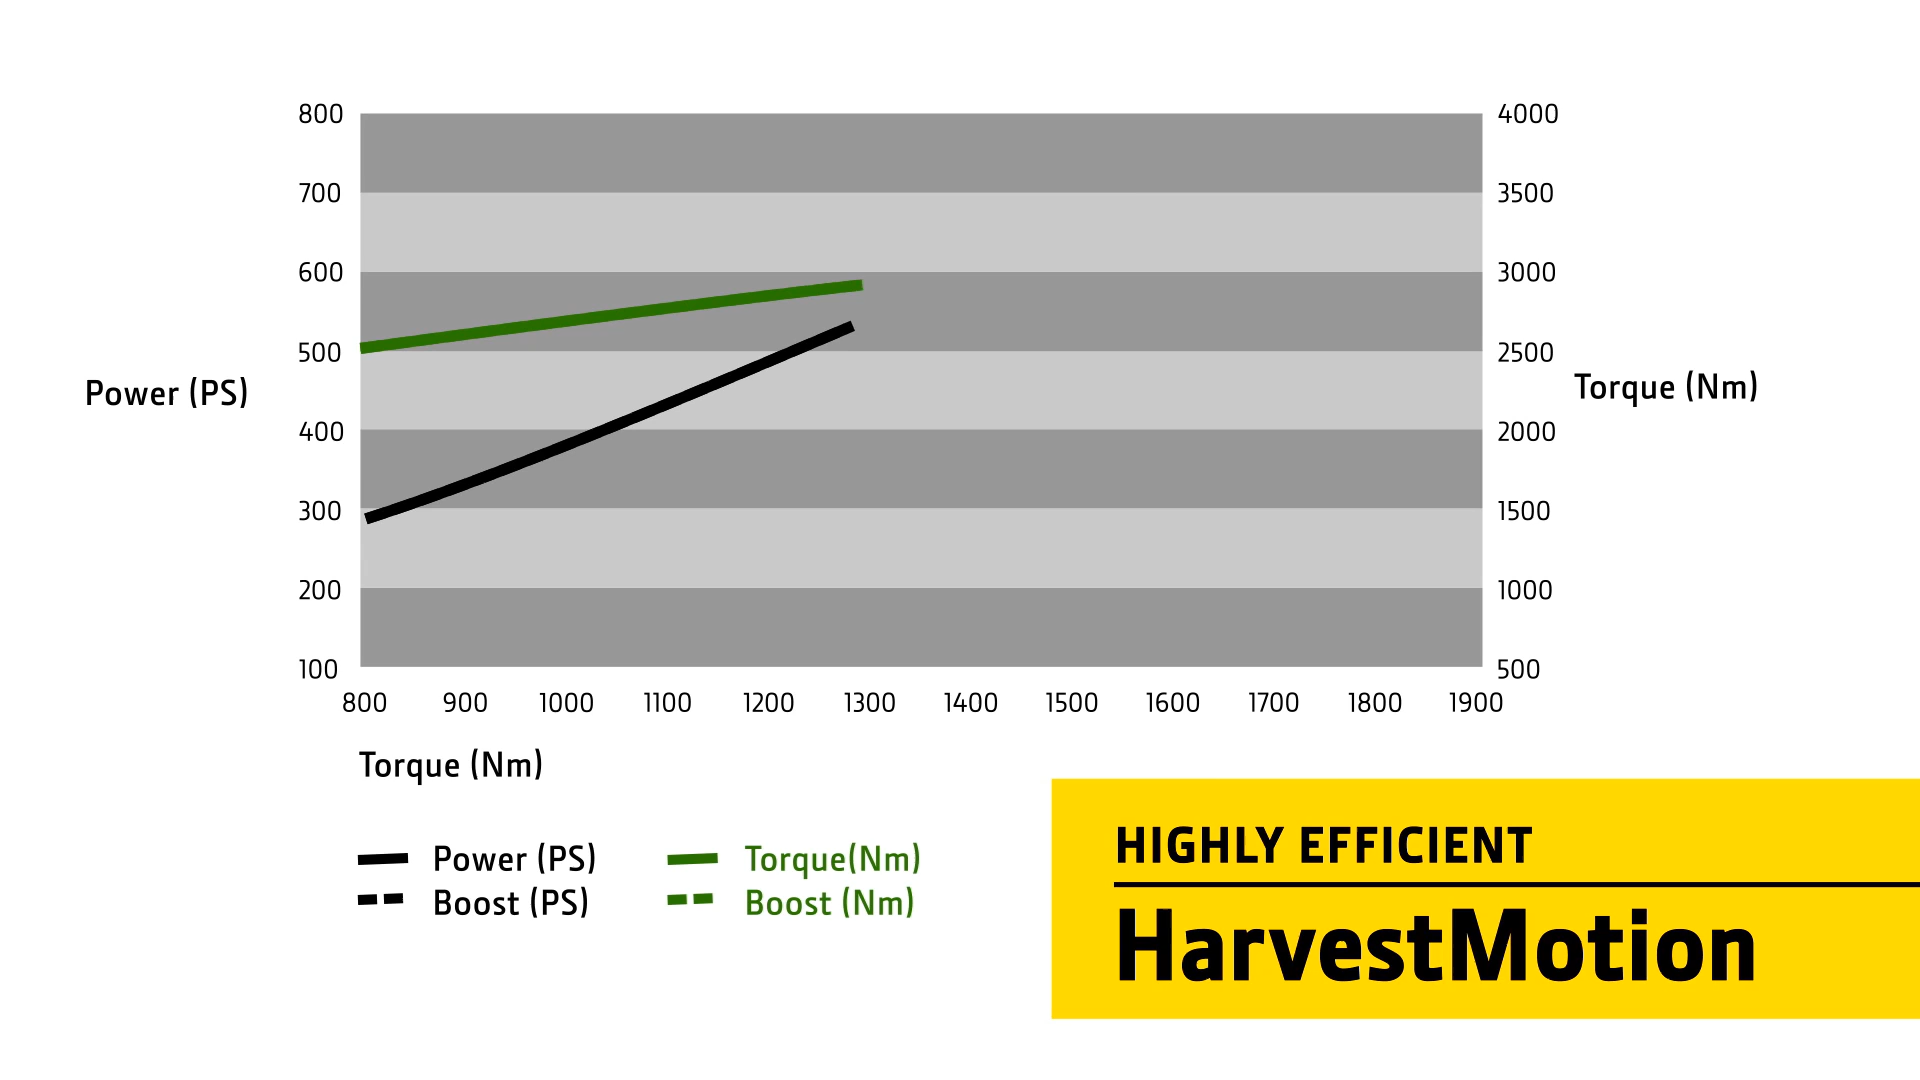 800
700
600
500
400
300
200
100
Power (PS)
4000
3500
3000
2500
2000
1500
1000
500
Torque (Nm)
800 900 1000 1100 1200 1300 1400 1500 1600 1700 1800 1900
Torque (Nm)
Power (PS) Torque(Nm)
Boost (PS) Boost (Nm)
HIGHLY EFFICIENT
HarvestMotion